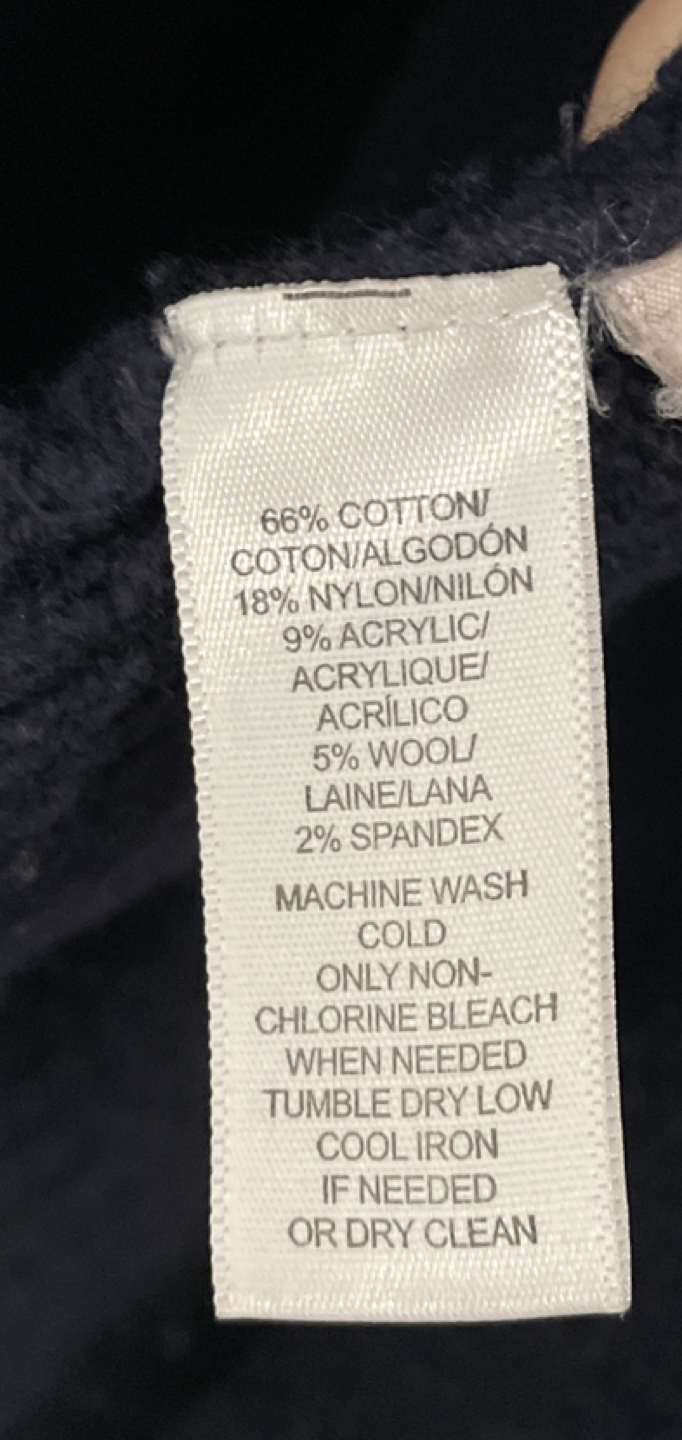 66% COTTON/
COTON/ALGODÓN
18% NYLON/NILÓN
9% ACRYLIC/
ACRYLIQUE/
ACRÍLICO
5% WOOL/
LAINE/LANA
2% SPANDEX
MACHINE WASH
COLD
ONLY NON-
CHLORINE BLEACH
WHEN NEEDED
TUMBLE DRY LOW
COOL IRON
IF NEEDED
OR DRY CLEAN